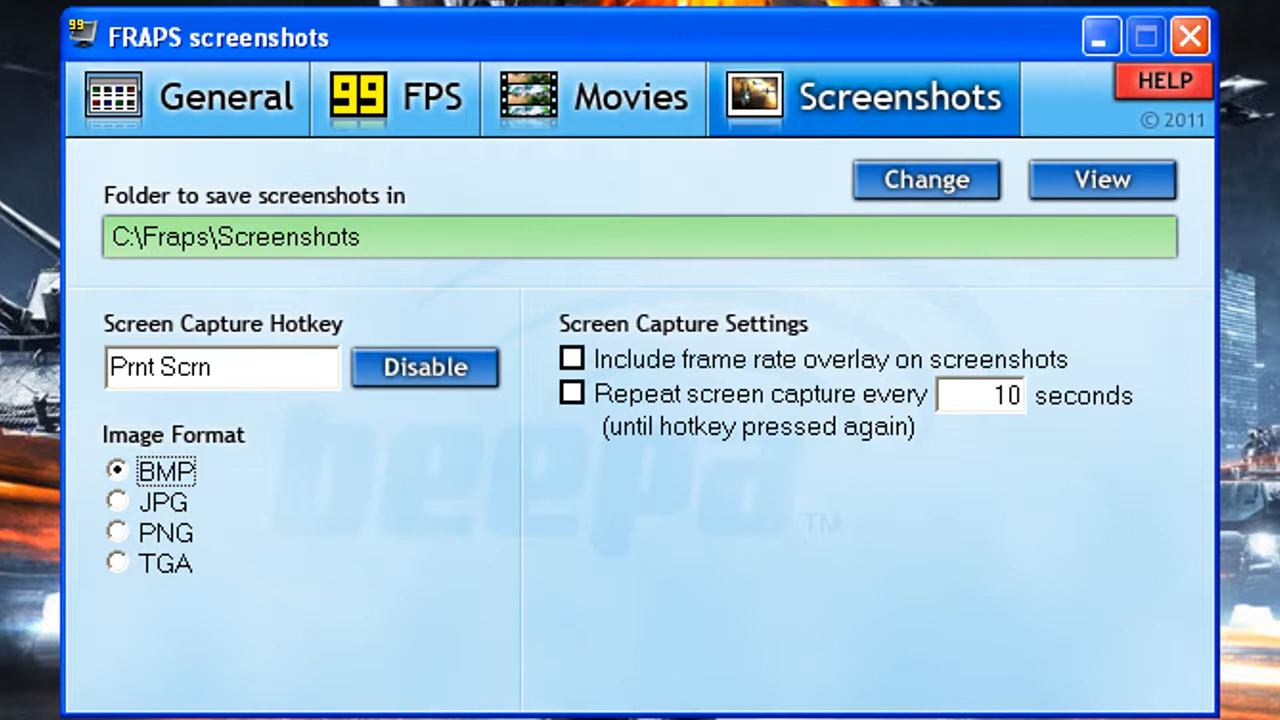 99
FRAPS screenshots
General
99 FPS
Movies
Screenshots
HELP
© 2011
Folder to save screenshots in
Change
View
C:\Fraps\Screenshots
Screen Capture Hotkey
Prnt Scrn
Disable
Image Format
BMP
JPG
PNG
TGA
Screen Capture Settings
Include frame rate overlay on screenshots
Repeat screen capture every 10 seconds
(until hotkey pressed again)
beepa TM